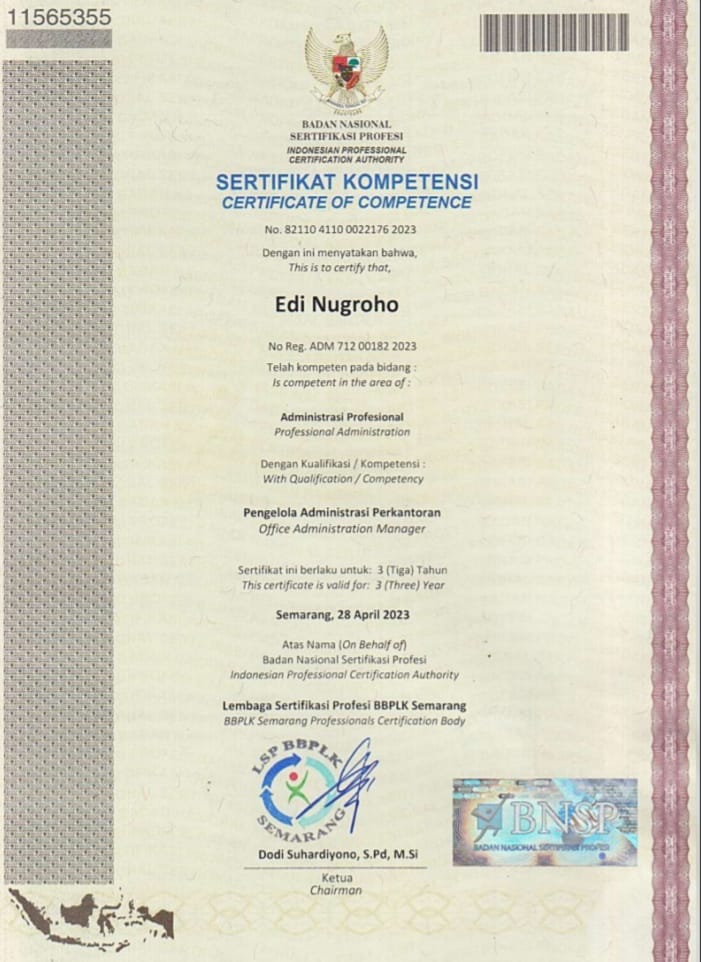 11565355
BADAN NASIONAL
SERTIFIKASI PROFESI
INDONESIAN PROFESSIONAL
CERTIFICATION AUTHORITY
SERTIFIKAT KOMPETENSI
CERTIFICATE OF COMPETENCE
No. 82110 4110 0022176 2023
Dengan ini menyatakan bahwa,
This is to certify that,
Edi Nugroho
No Reg. ADM 712 00182 2023
Telah kompeten pada bidang :
Is competent in the area of :
Administrasi Profesional
Professional Administration
Dengan Kualifikasi / Kompetensi :
With Qualification / Competency
Pengelola Administrasi Perkantoran
Office Administration Manager
Sertifikat ini berlaku untuk: 3 (Tiga) Tahun
This certificate is valid for: 3 (Three) Year
Semarang, 28 April 2023
Atas Nama (On Behalf of)
Badan Nasional Sertifikasi Profesi
Indonesian Professional Certification Authority
Lembaga Sertifikasi Profesi BBPLK Semarang
BBPLK Semarang Professionals Certification Body
LSP BBPLK
SEMARANG
BNSP
BADAN NASIONAL SERTIFIKASI PROFESI
Dodi Suhardiyono, S.Pd, M.Si
Ketua
Chairman